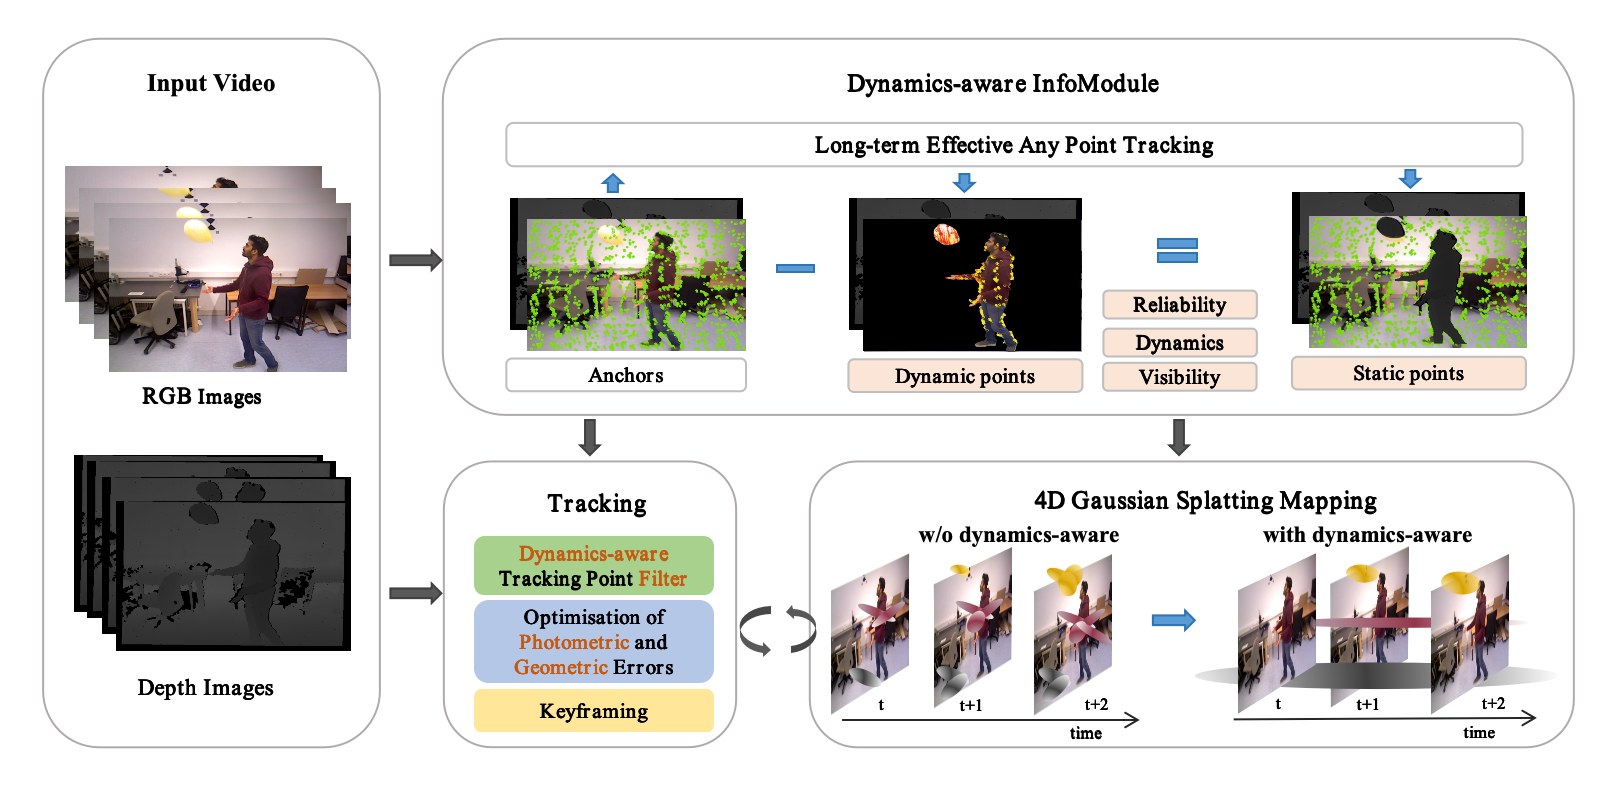 Input Video
RGB Images
Depth Images
Dynamics-aware InfoModule
Long-term Effective Any Point Tracking
Anchors
Dynamic points
Reliability
Dynamics
Visibility
Static points
Tracking
Dynamics-aware
Tracking Point Filter
Optimisation of
Photometric and
Geometric Errors
Keyframing
4D Gaussian Splatting Mapping
w/o dynamics-aware
t
t+1
t+2
time
with dynamics-aware
t
t+1
t+2
time